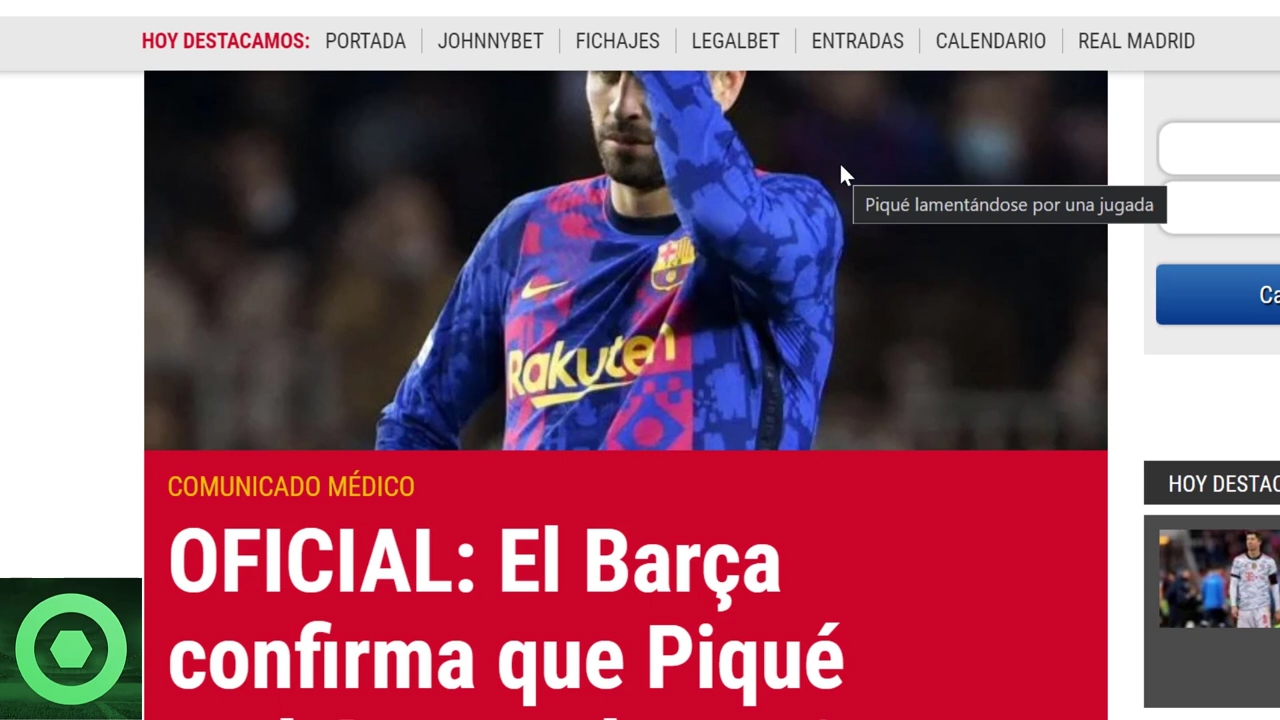 HOY DESTACAMOS: PORTADA JOHNNYBET FICHAJES LEGALBET ENTRADAS CALENDARIO REAL MADRID
Piqué lamentándose por una jugada
Rakuten
Ca
COMUNICADO MÉDICO
HOY DESTAC
OFICIAL: El Barça
confirma que Piqué